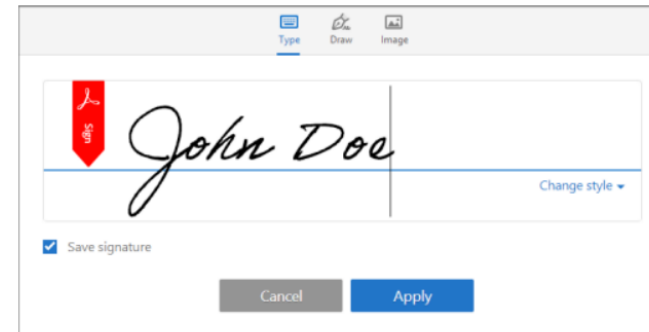 Type Draw Image
Sign
John Doe
Change style
Save signature
Cancel Apply